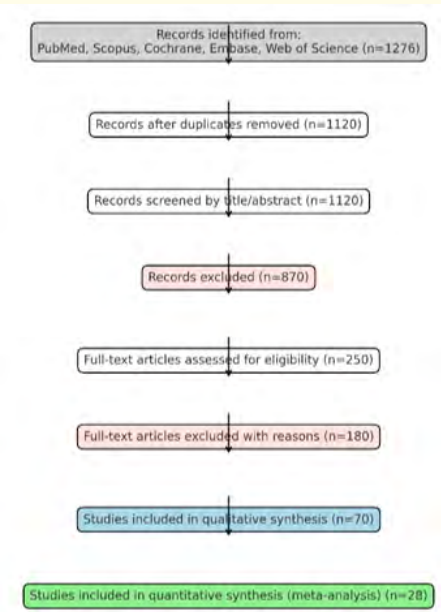 Records identified from:
PubMed, Scopus, Cochrane, Embase, Web of Science (n=1276)
Records after duplicates removed (n=1120)
Records screened by title/abstract (n=1120)
Records excluded (n=870)
Full-text articles assessed for eligibility (n=250)
Full-text articles excluded with reasons (n=180)
Studies included in qualitative synthesis (n=70)
Studies included in quantitative synthesis (meta-analysis) (n=28)